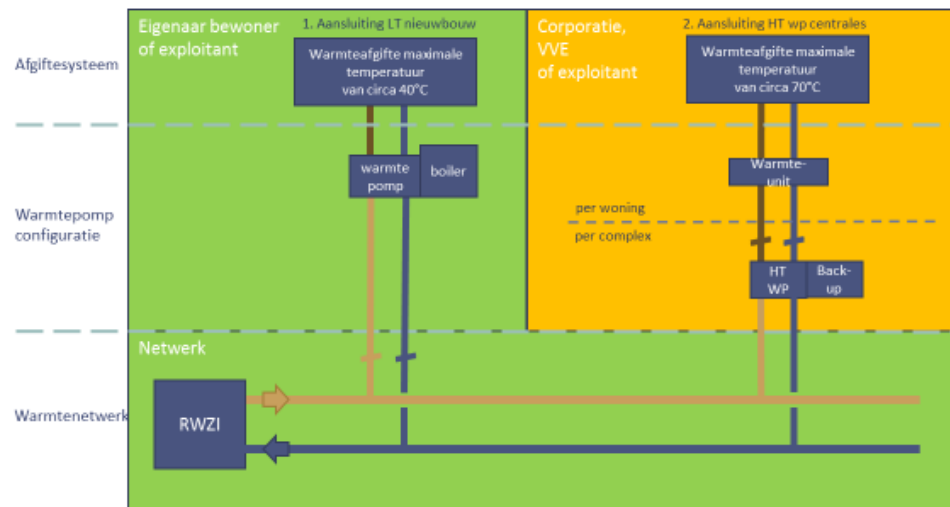 Eigenaar bewoner
of exploitant
1. Aansluiting LT nieuwbouw
Corporatie,
VVE
of exploitant
2. Aansluiting HT wp centrales
Afgiftesysteem
Warmteafgifte maximale
temperatuur
van circa 40°C
Warmteafgifte maximale
temperatuur
van circa 70°C
warmte
pomp
boiler
Warmte-
unit
Warmtepomp
configuratie
per woning
per complex
HT
WP
Back-
up
Netwerk
Warmtenetwerk
RWZI